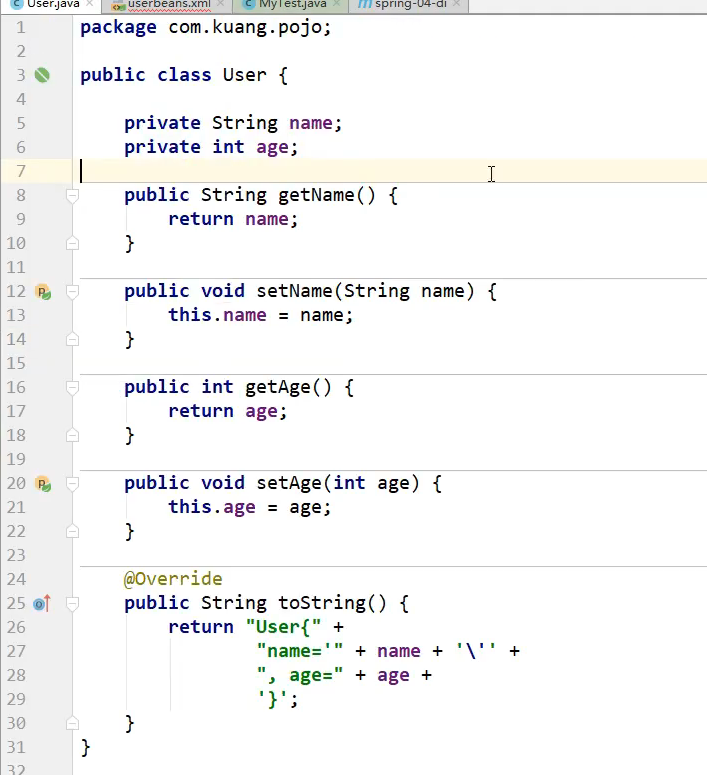 User.java userbeans.xml MyTest.java spring-04-di
1 package com.kuang.pojo;
2
3 public class User {
4
5 private String name;
6 private int age;
7
8 public String getName() {
9 return name;
10 }
11
12 public void setName(String name) {
13 this.name = name;
14 }
15
16 public int getAge() {
17 return age;
18 }
19
20 public void setAge(int age) {
21 this.age = age;
22 }
23
24 @Override
25 public String toString() {
26 return "User{" +
27 "name='" + name + '\'' +
28 ", age=" + age +
29 '}';
30 }
31 }
32